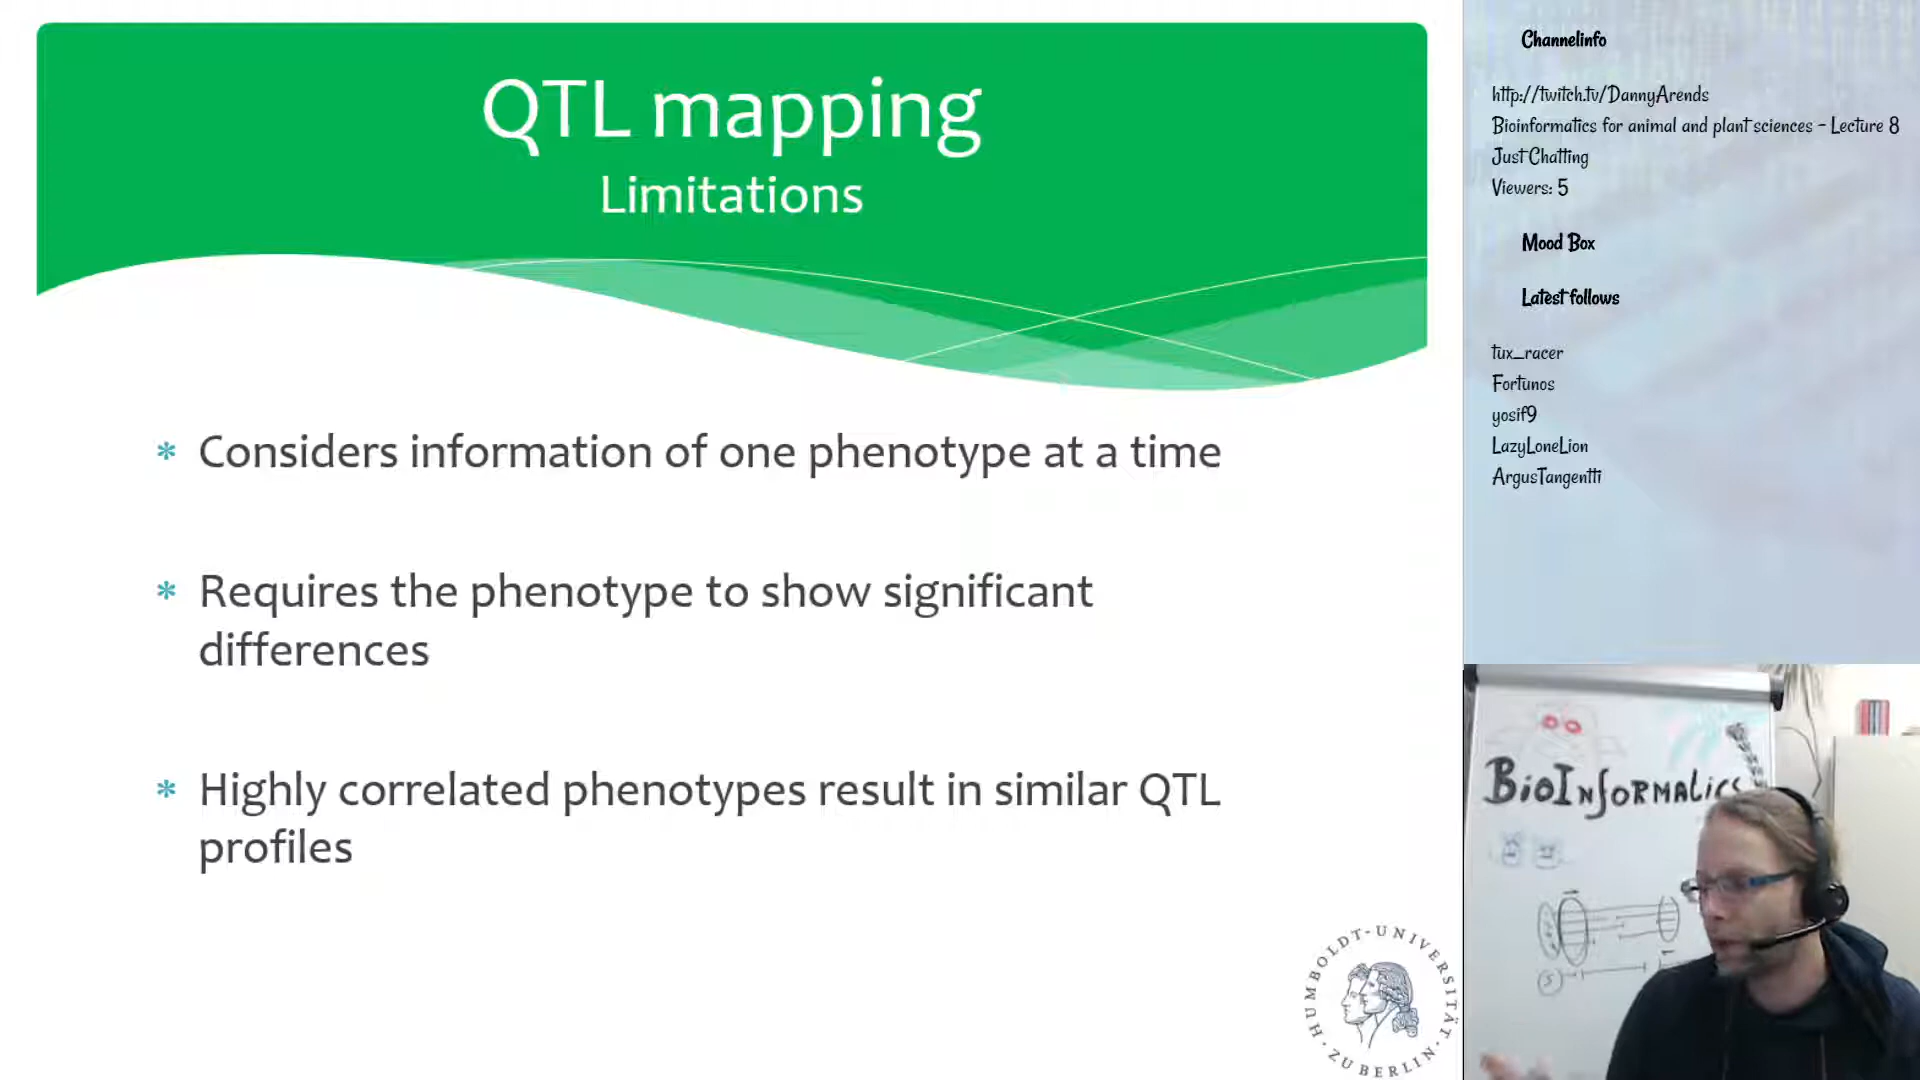 QTL mapping
Limitations
* Considers information of one phenotype at a time
* Requires the phenotype to show significant
differences
* Highly correlated phenotypes result in similar QTL
profiles
HUMBOLDT-UNIVERSITÄT · ZU BERLIN ·
Channelinfo
http://twitch.tv/DannyArends
Bioinformatics for animal and plant sciences - Lecture 8
Just Chatting
Viewers: 5
Mood Box
Latest follows
tux_racer
Fortunos
yosif9
LazyLoneLion
ArgusTangentti
BioInformatics
S